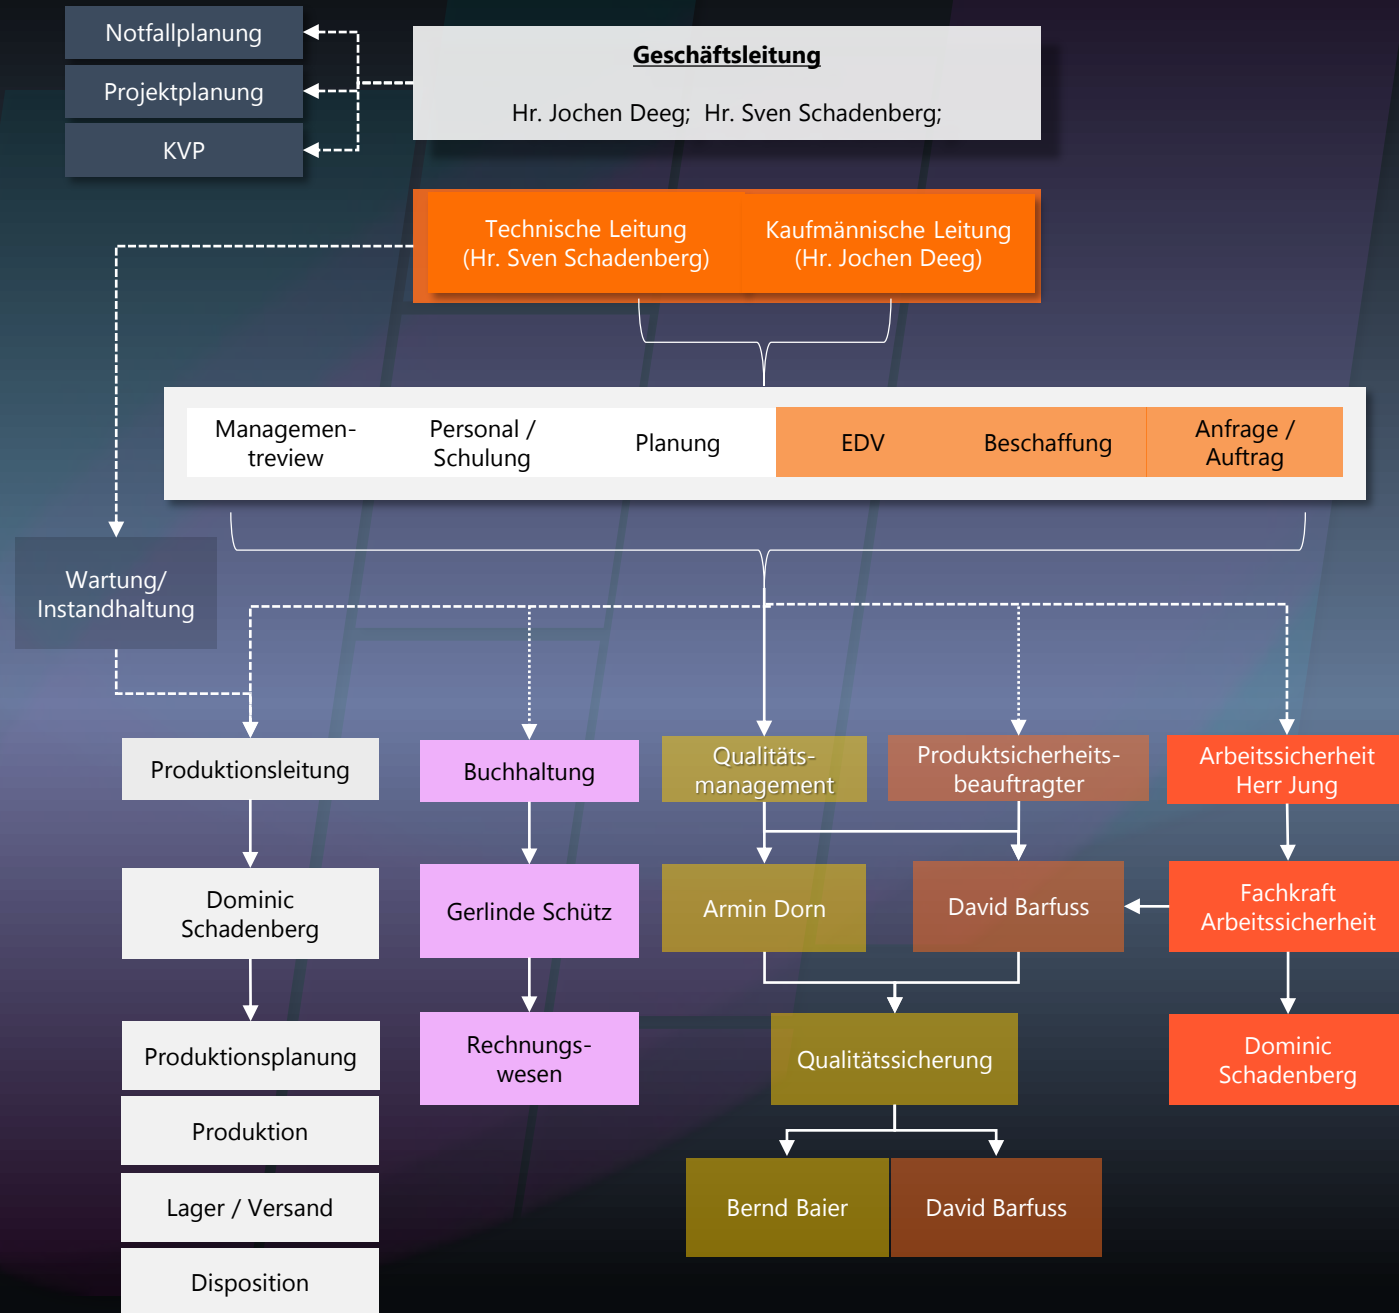 Notfallplanung
Projektplanung
KVP
Geschäftsleitung
Hr. Jochen Deeg;  Hr. Sven Schadenberg;
Technische Leitung
(Hr. Sven Schadenberg)
Kaufmännische Leitung
(Hr. Jochen Deeg)
Managemen-
treview
Personal /
Schulung
Planung
EDV
Beschaffung
Anfrage /
Auftrag
Wartung/
Instandhaltung
Produktionsleitung
Buchhaltung
Qualitäts-
management
Produktsicherheits-
beauftragter
Arbeitssicherheit
Herr Jung
Dominic
Schadenberg
Gerlinde Schütz
Armin Dorn
David Barfuss
Fachkraft
Arbeitssicherheit
Produktionsplanung
Rechnungs-
wesen
Qualitätssicherung
Dominic
Schadenberg
Produktion
Lager / Versand
Bernd Baier
David Barfuss
Disposition